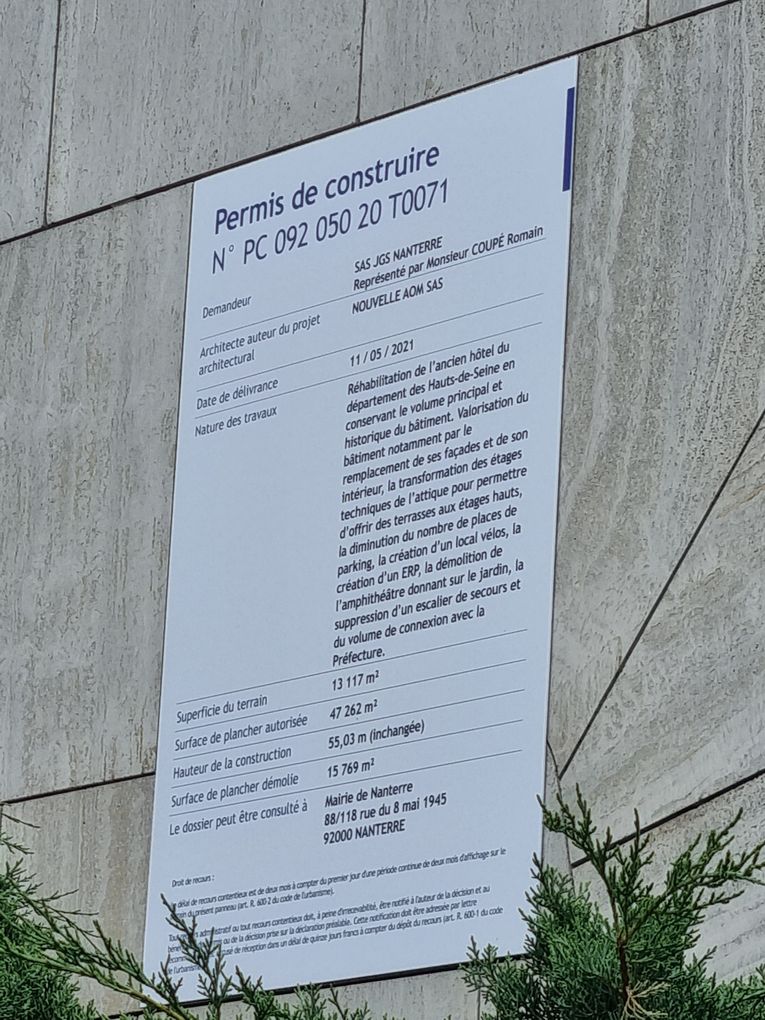 Permis de construire
N° PC 092 050 20 T0071
Demandeur
SAS JGS NANTERRE
Représenté par Monsieur COUPÉ Romain
Architecte auteur du projet
architectural
NOUVELLE AOM SAS
Date de délivrance
11 / 05 / 2021
Nature des travaux
Réhabilitation de l'ancien hôtel du
département des Hauts-de-Seine en
conservant le volume principal et
historique du bâtiment. Valorisation du
bâtiment notamment par le
remplacement de ses façades et de son
intérieur, la transformation des étages
techniques de l'attique pour permettre
d'offrir des terrasses aux étages hauts,
la diminution du nombre de places de
parking, la création d'un local vélos, la
création d'un ERP, la démolition de
l'amphithéâtre donnant sur le jardin, la
suppression d'un escalier de secours et
du volume de connexion avec la
Préfecture.
Superficie du terrain
13 117 m²
Surface de plancher autorisée
47 262 m²
Hauteur de la construction
55,03 m (inchangée)
Surface de plancher démolie
15 769 m²
Le dossier peut être consulté à
Mairie de Nanterre
88/118 rue du 8 mai 1945
92000 NANTERRE
Droit de recours :
délai de recours contentieux est de deux mois à compter du premier jour d'une période continue de deux mois d'affichage sur le
du présent panneau (art. R. 600-2 du code de l'urbanisme).
administratif ou tout recours contentieux doit, à peine d'irrecevabilité, être notifié à l'auteur de la décision et au
ou de la décision prise sur la déclaration préalable. Cette notification doit être adressée par lettre
de réception dans un délai de quinze jours francs à compter du dépôt du recours (art. R. 600-1 du code
de l'urbanisme